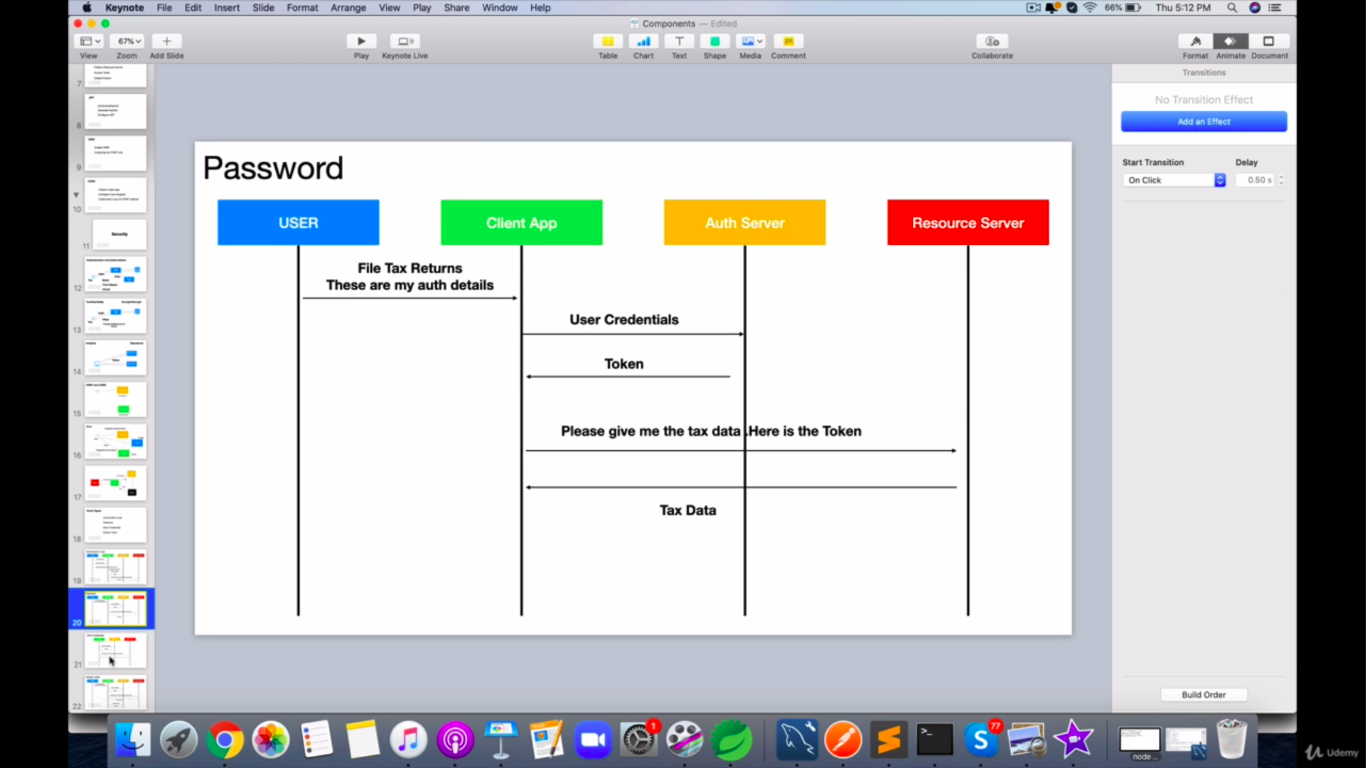 Keynote File Edit Insert Slide Format Arrange View Play Share Window Help
66% Thu 5:12 PM
Components — Edited
67%
View Zoom Add Slide Play Keynote Live Table Chart Text Shape Media Comment Collaborate Format Animate Document
Transitions
No Transition Effect
Add an Effect
Start Transition Delay
On Click 0.50 s
Build Order
7
8
9
10
11
Security
12
13
14
15
16
17
18
19
20
21
22
Password
USER Client App Auth Server Resource Server
File Tax Returns
These are my auth details
User Credentials
Token
Please give me the tax data .Here is the Token
Tax Data
1
77
node...
Udemy